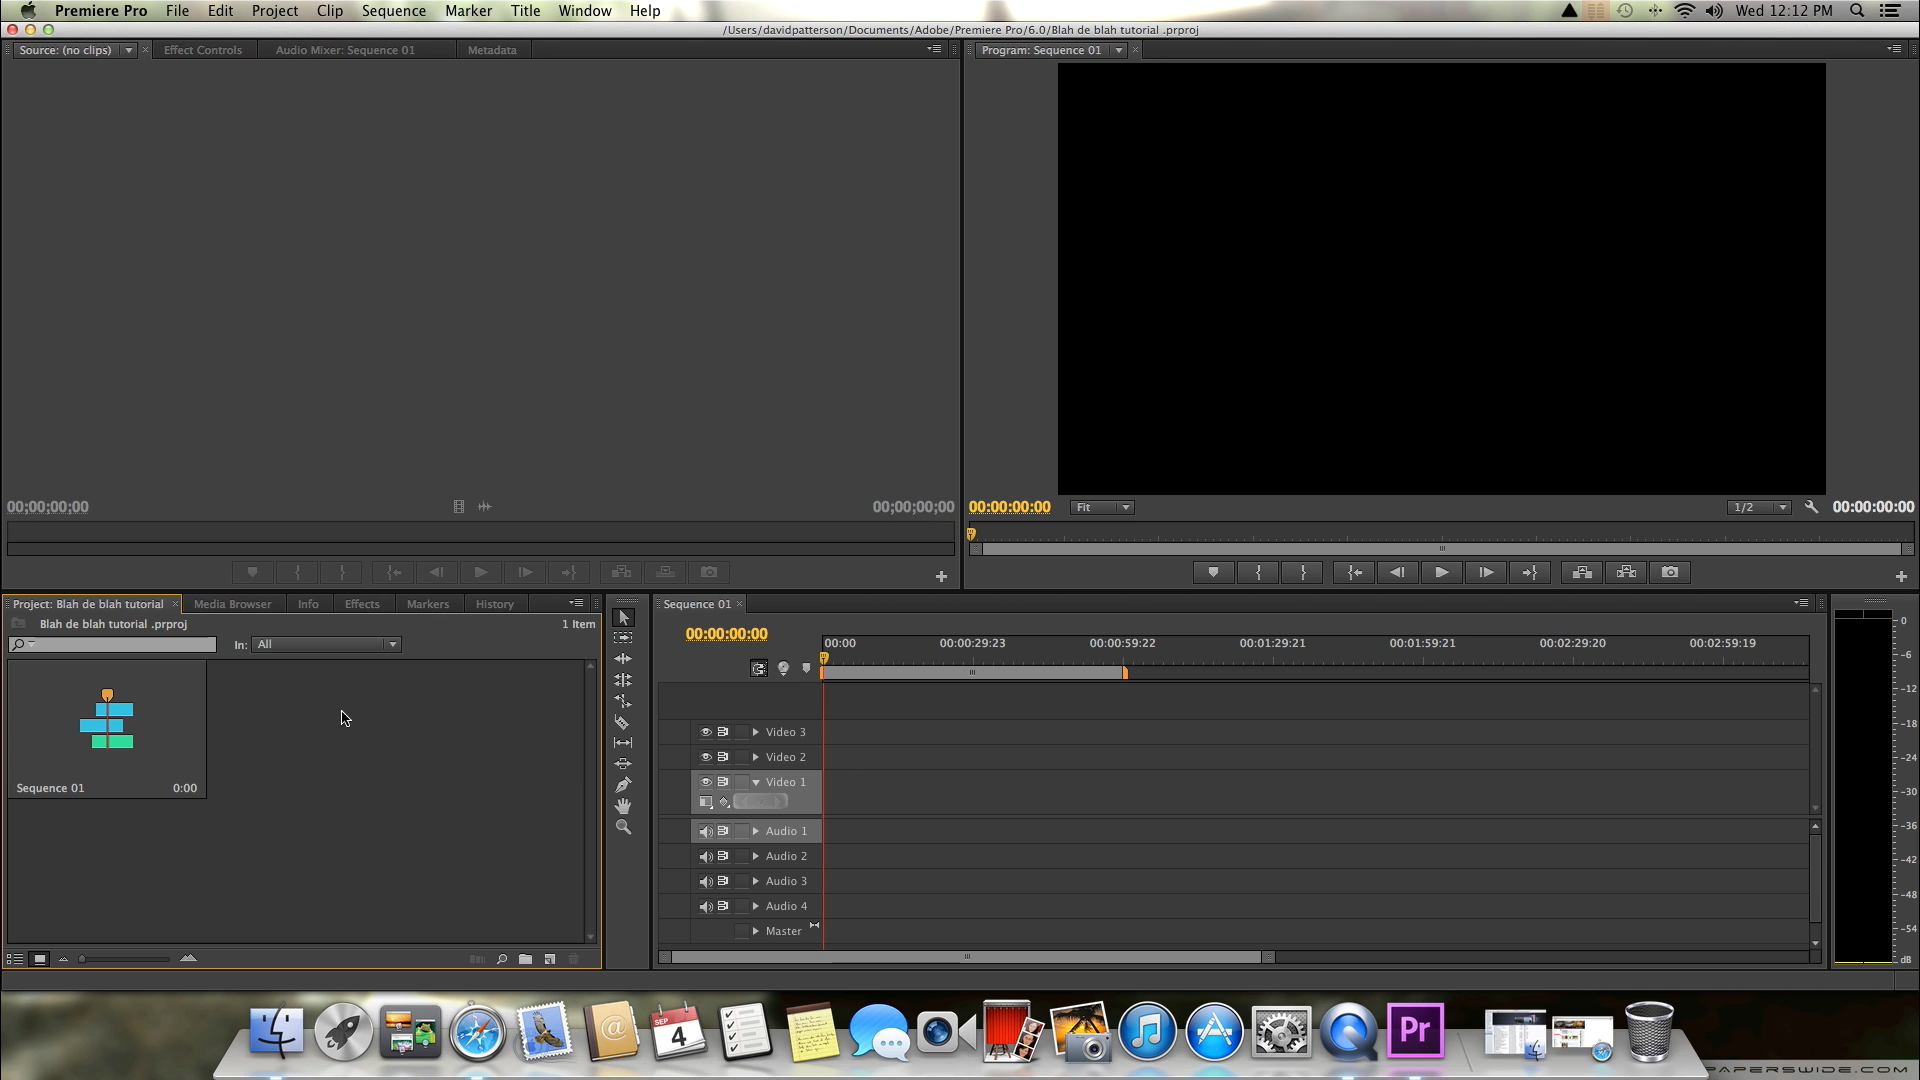 Premiere Pro File Edit Project Clip Sequence Marker Title Window Help Wed 12:12 PM
/Users/davidpatterson/Documents/Adobe/Premiere Pro/6.0/Blah de blah tutorial .prproj
Source: (no clips) Effect Controls Audio Mixer: Sequence 01 Metadata Program: Sequence 01
00;00;00;00 00;00;00;00 00:00:00:00 Fit 1/2 00:00:00:00
Project: Blah de blah tutorial Media Browser Info Effects Markers History Sequence 01
Blah de blah tutorial .prproj 1 Item
In: All
Sequence 01 0:00
00:00:00:00
00:00 00:00:29:23 00:00:59:22 00:01:29:21 00:01:59:21 00:02:29:20 00:02:59:19
Video 3
Video 2
Video 1
Audio 1
Audio 2
Audio 3
Audio 4
Master
0
-6
-12
-18
-24
-30
-36
-42
-48
-54
dB
SEP
4
@
Pr
PAPERSWIDE.COM